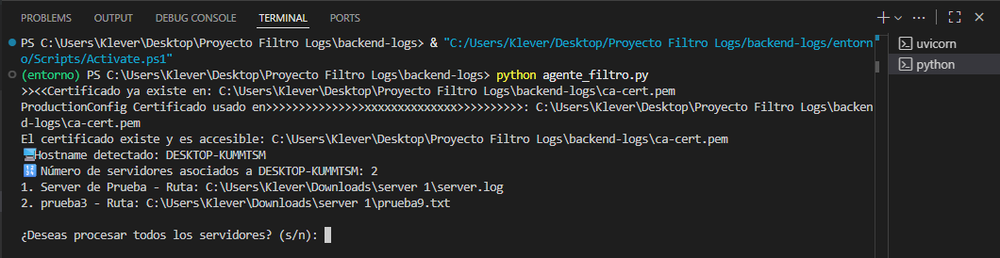 PROBLEMS OUTPUT DEBUG CONSOLE TERMINAL PORTS
PS C:\Users\Klever\Desktop\Proyecto Filtro Logs\backend-logs> & "C:/Users/Klever/Desktop/Proyecto Filtro Logs/backend-logs/entorn
o/Scripts/Activate.ps1"
(entorno) PS C:\Users\Klever\Desktop\Proyecto Filtro Logs\backend-logs> python agente_filtro.py
>><<Certificado ya existe en: C:\Users\Klever\Desktop\Proyecto Filtro Logs\backend-logs\ca-cert.pem
ProductionConfig Certificado usado en>>>>>>>>>>>>>>>xxxxxxxxxxxxxx>>>>>>>>>>>: C:\Users\Klever\Desktop\Proyecto Filtro Logs\backen
d-logs\ca-cert.pem
El certificado existe y es accesible: C:\Users\Klever\Desktop\Proyecto Filtro Logs\backend-logs\ca-cert.pem
💻Hostname detectado: DESKTOP-KUMMTSM
🔢 Número de servidores asociados a DESKTOP-KUMMTSM: 2
1. Server de Prueba - Ruta: C:\Users\Klever\Downloads\server 1\server.log
2. prueba3 - Ruta: C:\Users\Klever\Downloads\server 1\prueba9.txt
¿Deseas procesar todos los servidores? (s/n):
uvicorn
python